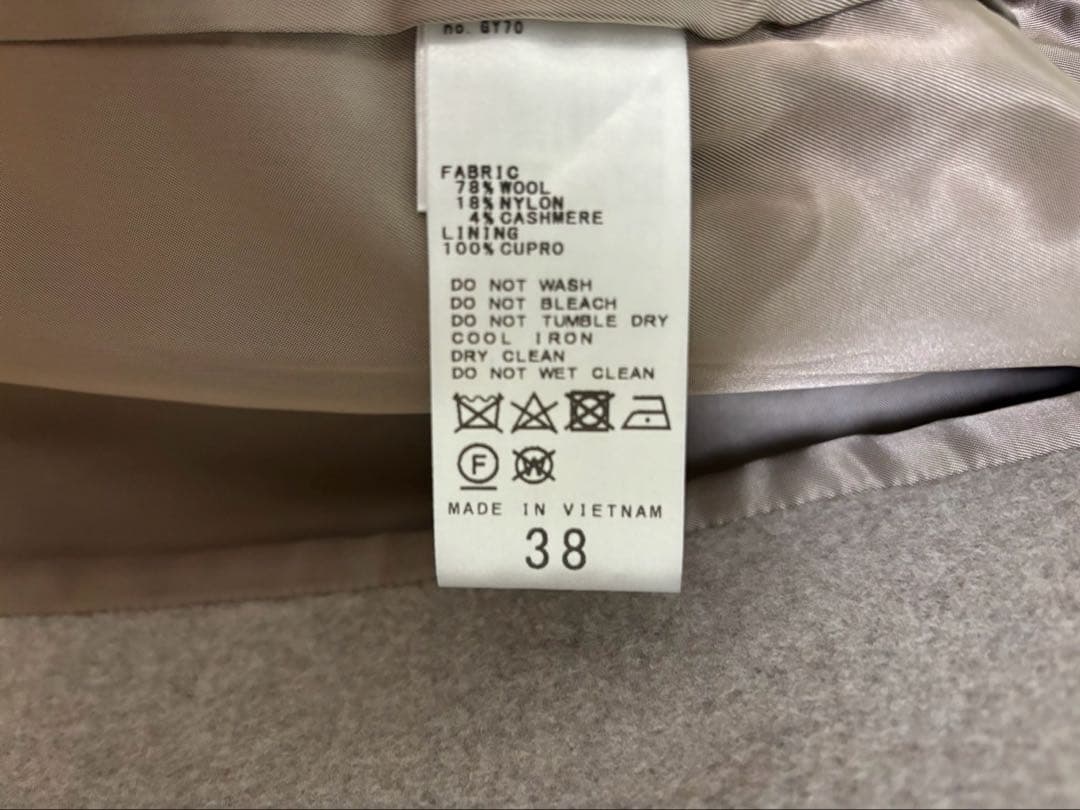 no. GY70
FABRIC
78% WOOL
18% NYLON
4% CASHMERE
LINING
100% CUPRO
DO NOT WASH
DO NOT BLEACH
DO NOT TUMBLE DRY
COOL IRON
DRY CLEAN
DO NOT WET CLEAN
F W
MADE IN VIETNAM
38